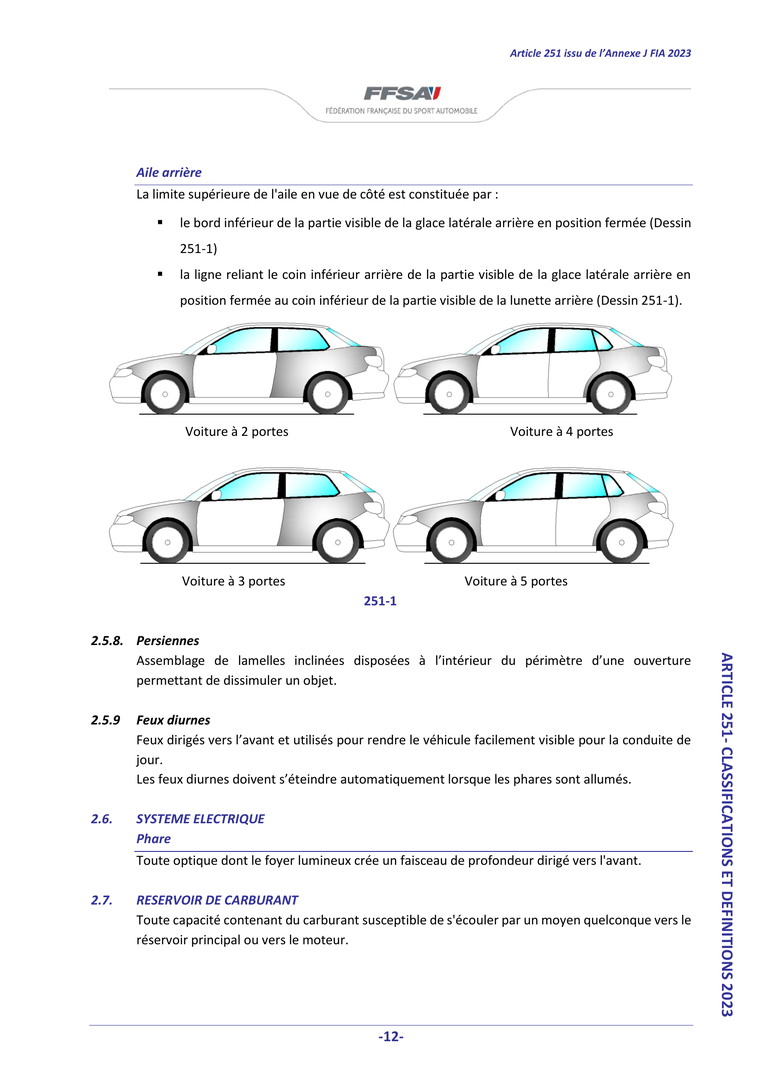 Article 251 issu de l'Annexe J FIA 2023
FFSA
FÉDÉRATION FRANÇAISE DU SPORT AUTOMOBILE
Aile arrière
La limite supérieure de l'aile en vue de côté est constituée par :
▪ le bord inférieur de la partie visible de la glace latérale arrière en position fermée (Dessin
251-1)
▪ la ligne reliant le coin inférieur arrière de la partie visible de la glace latérale arrière en
position fermée au coin inférieur de la partie visible de la lunette arrière (Dessin 251-1).
Voiture à 2 portes
Voiture à 4 portes
Voiture à 3 portes
Voiture à 5 portes
251-1
2.5.8. Persiennes
Assemblage de lamelles inclinées disposées à l'intérieur du périmètre d'une ouverture
permettant de dissimuler un objet.
2.5.9 Feux diurnes
Feux dirigés vers l'avant et utilisés pour rendre le véhicule facilement visible pour la conduite de
jour.
Les feux diurnes doivent s'éteindre automatiquement lorsque les phares sont allumés.
2.6. SYSTEME ELECTRIQUE
Phare
Toute optique dont le foyer lumineux crée un faisceau de profondeur dirigé vers l'avant.
2.7. RESERVOIR DE CARBURANT
Toute capacité contenant du carburant susceptible de s'écouler par un moyen quelconque vers le
réservoir principal ou vers le moteur.
ARTICLE 251- CLASSIFICATIONS ET DEFINITIONS 2023
-12-